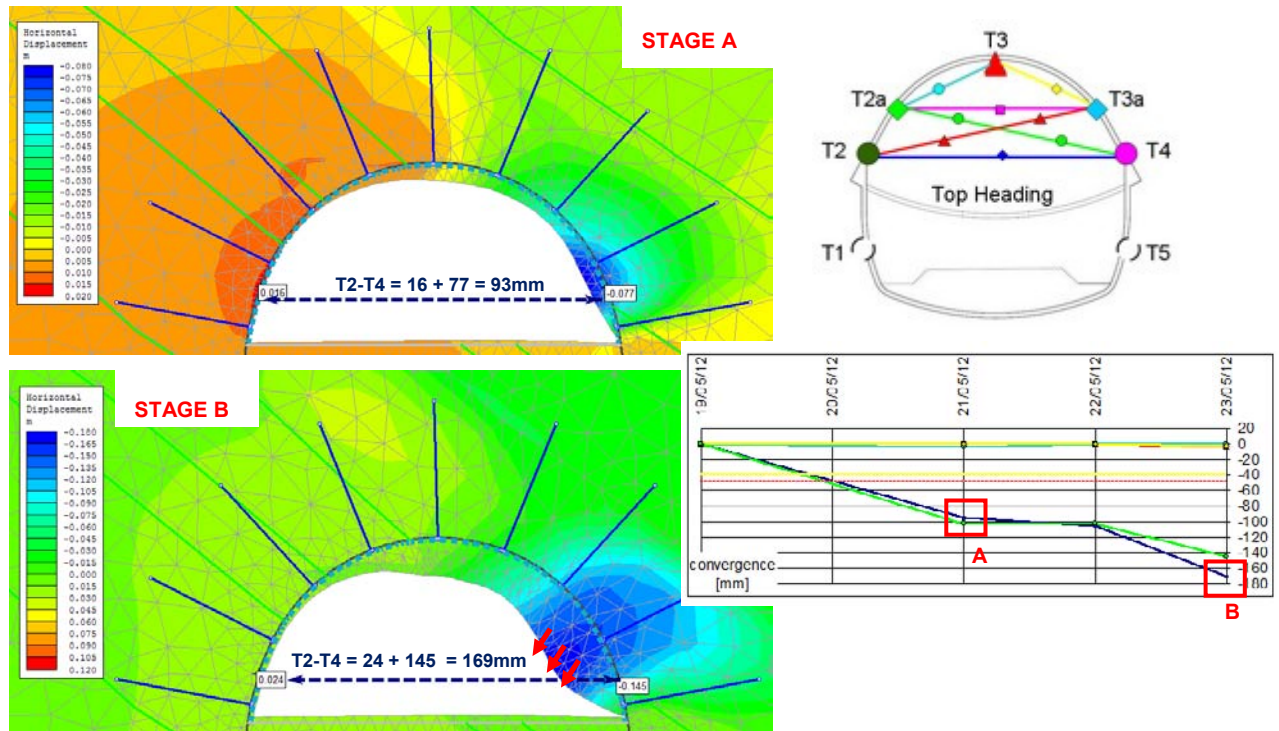 Horizontal
Displacement
m
-0.080
-0.075
-0.070
-0.065
-0.060
-0.055
-0.050
-0.045
-0.040
-0.035
-0.030
-0.025
-0.020
-0.015
-0.010
-0.005
0.000
0.005
0.010
0.015
0.020
STAGE A
0.016
T2-T4 = 16 + 77 = 93mm
-0.077
T3
T2a
T3a
T2
T4
Top Heading
T1
T5
Horizontal
Displacement
m
-0.180
-0.165
-0.150
-0.135
-0.120
-0.105
-0.090
-0.075
-0.060
-0.045
-0.030
-0.015
0.000
0.015
0.030
0.045
0.060
0.075
0.090
0.105
0.120
STAGE B
0.024
T2-T4 = 24 + 145 = 169mm
-0.145
19/05/12
20/05/12
21/05/12
22/05/12
23/05/12
20
0
-20
-40
-60
-80
-100
-120
-140
-160
-180
convergence
[mm]
A
B